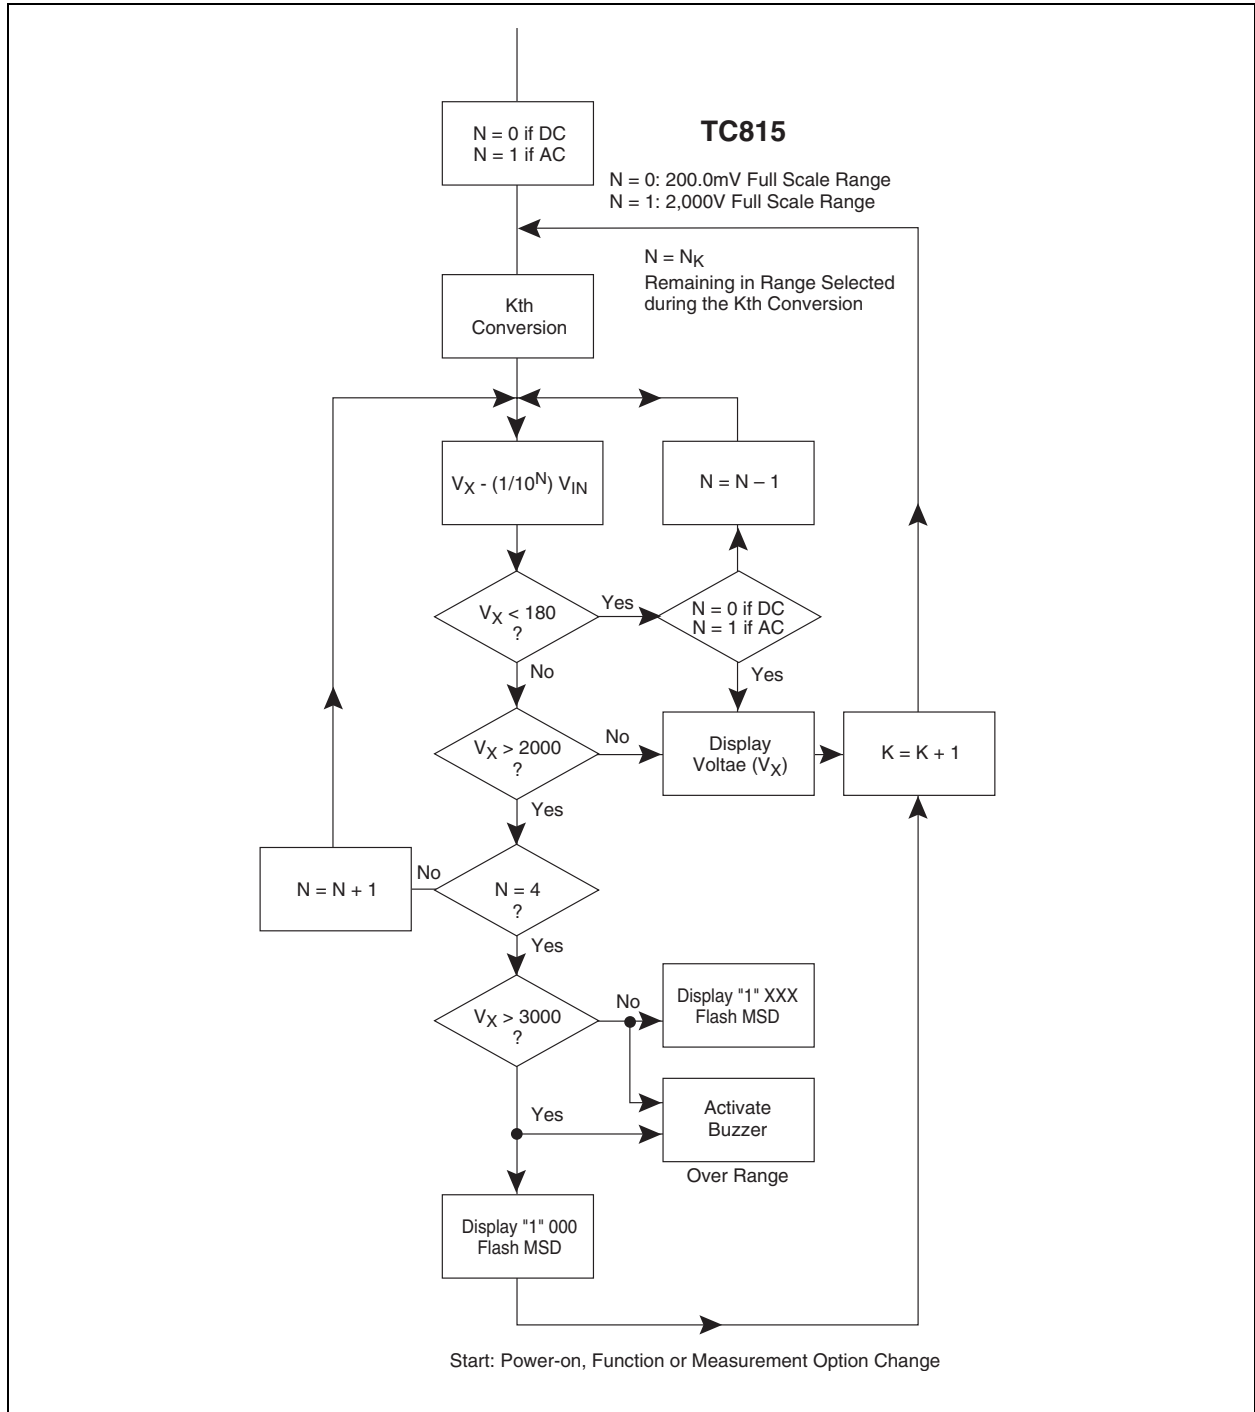 N = 0 if DC
N = 1 if AC
TC815
N = 0: 200.0mV Full Scale Range
N = 1: 2,000V Full Scale Range
N = NK
Remaining in Range Selected
during the Kth Conversion
Kth
Conversion
VX - (1/10N) VIN
N = N – 1
VX < 180
?
Yes
N = 0 if DC
N = 1 if AC
No
Yes
VX > 2000
?
No
Display
Voltae (VX)
K = K + 1
Yes
N = N + 1
No
N = 4
?
Yes
VX > 3000
?
No
Display "1" XXX
Flash MSD
Yes
Activate
Buzzer
Over Range
Display "1" 000
Flash MSD
Start: Power-on, Function or Measurement Option Change